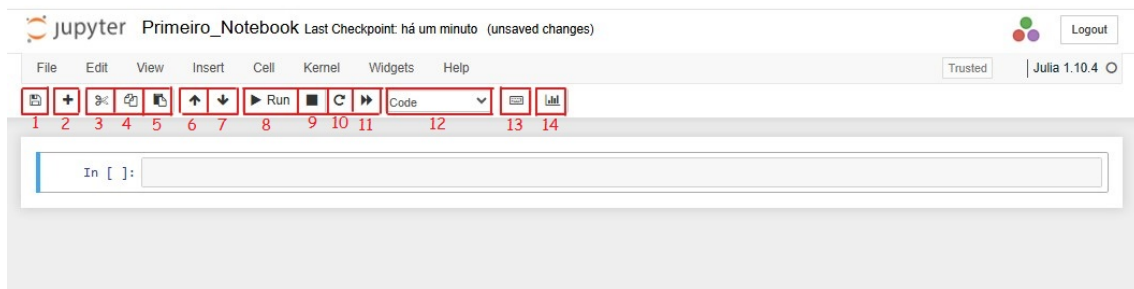 jupyter Primeiro_Notebook Last Checkpoint: há um minuto (unsaved changes) Logout
File Edit View Insert Cell Kernel Widgets Help Trusted Julia 1.10.4
Run Code
1 2 3 4 5 6 7 8 9 10 11 12 13 14
In [ ]: